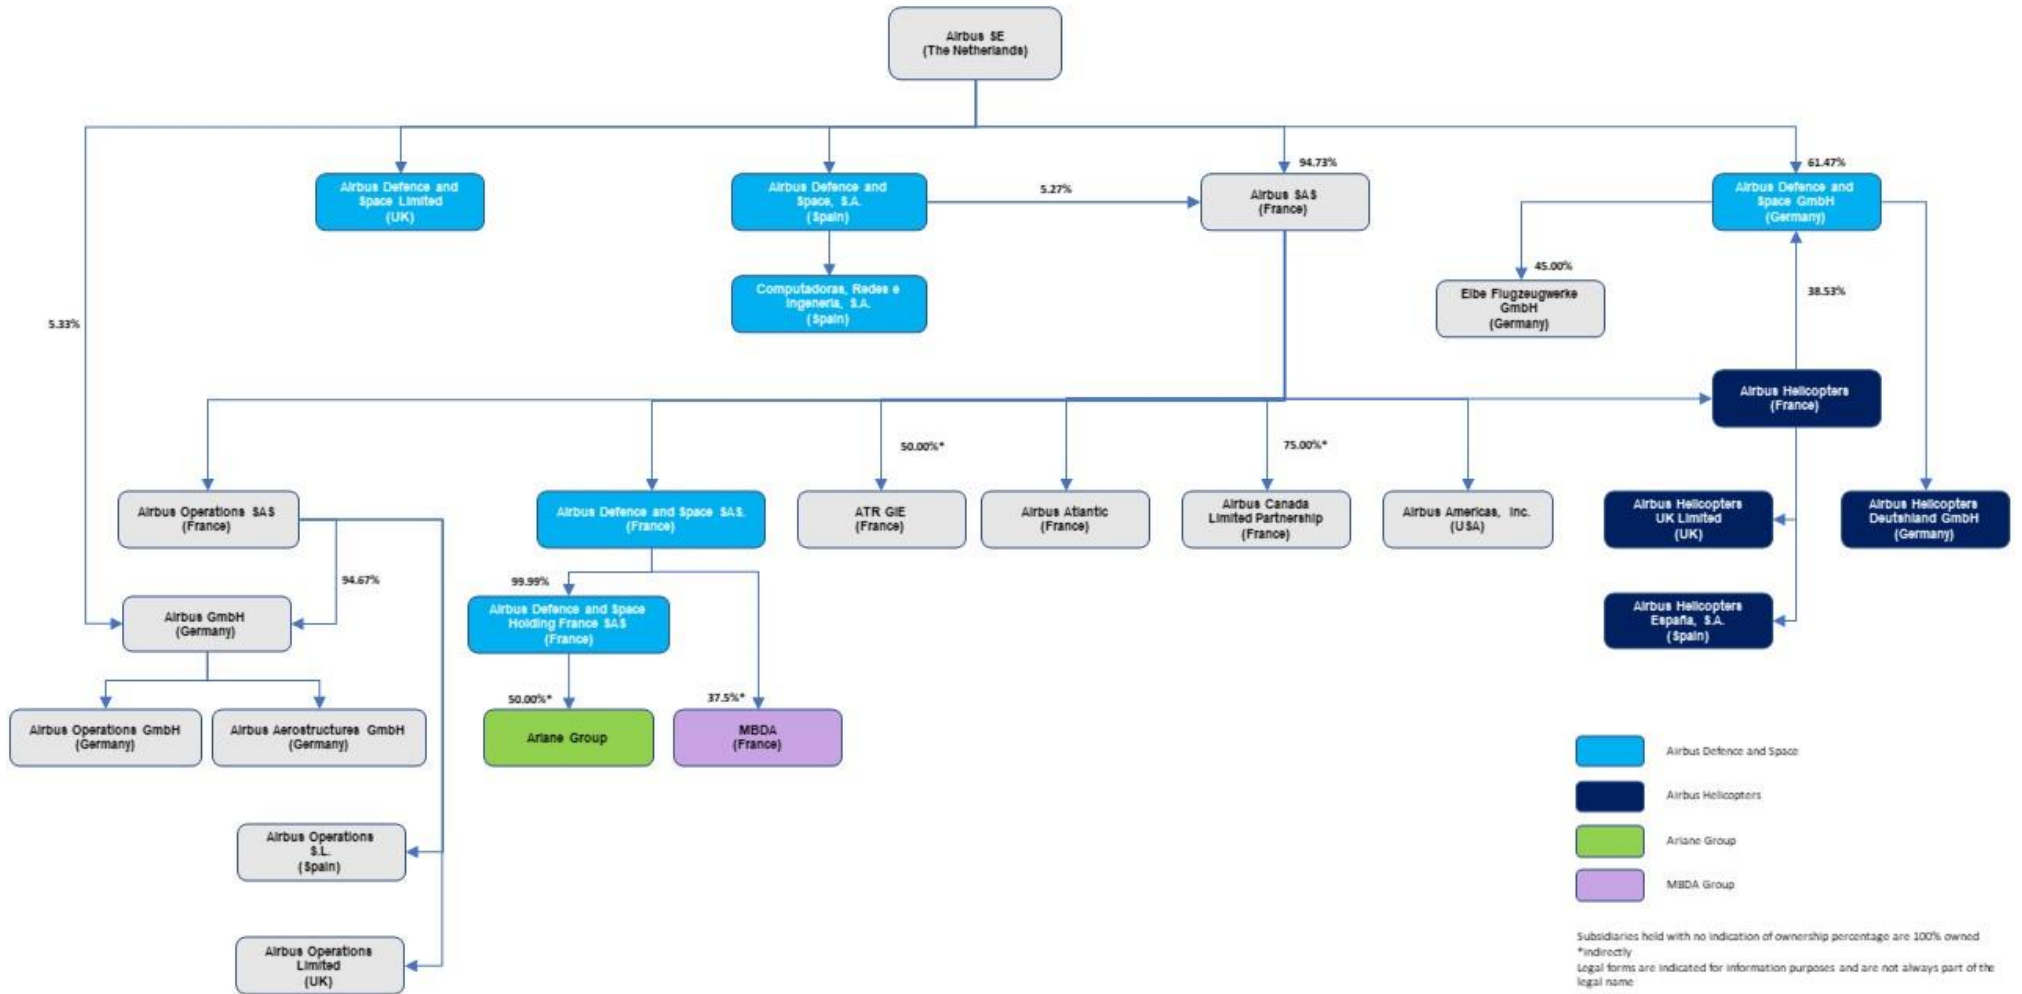 Airbus SE
(The Netherlands)
94.73%
61.47%
Airbus Defence and
Space Limited
(UK)
Airbus Defence and
Space, S.A.
(Spain)
5.27%
Airbus SAS
(France)
Airbus Defence and
Space GmbH
(Germany)
Computadoras, Redes e
Ingeneria, S.A.
(Spain)
45.00%
Elbe Flugzeugwerke
GmbH
(Germany)
38.53%
5.33%
Airbus Helicopters
(France)
50.00%*
75.00%*
Airbus Operations SAS
(France)
Airbus Defence and Space SAS.
(France)
ATR GIE
(France)
Airbus Atlantic
(France)
Airbus Canada
Limited Partnership
(France)
Airbus Americas, Inc.
(USA)
Airbus Helicopters
UK Limited
(UK)
Airbus Helicopters
Deutshland GmbH
(Germany)
94.67%
99.99%
Airbus GmbH
(Germany)
Airbus Defence and Space
Holding France SAS
(France)
Airbus Helicopters
España, S.A.
(Spain)
50.00%*
37.5%*
Airbus Operations GmbH
(Germany)
Airbus Aerostructures GmbH
(Germany)
Ariane Group
MBDA
(France)
Airbus Operations
S.L.
(Spain)
Airbus Operations
Limited
(UK)
Airbus Defence and Space
Airbus Helicopters
Ariane Group
MBDA Group
Subsidiaries held with no indication of ownership percentage are 100% owned
*indirectly
Legal forms are indicated for information purposes and are not always part of the
legal name